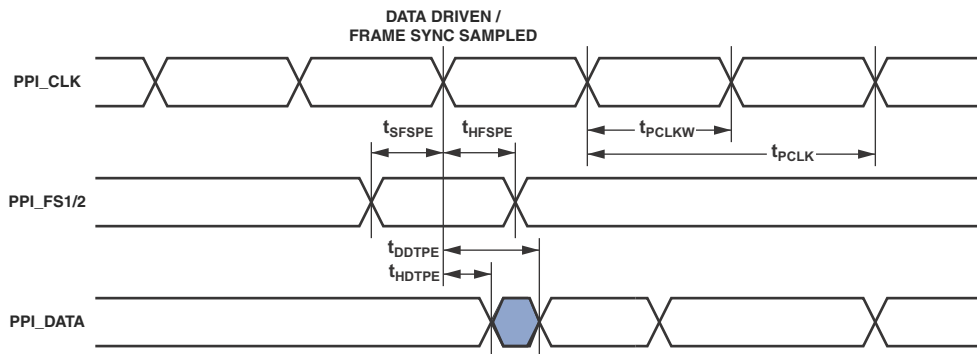 DATA DRIVEN /
FRAME SYNC SAMPLED
PPI_CLK
tSFSPE
tHFSPE
tPCLKW
tPCLK
PPI_FS1/2
tDDTPE
tHDTPE
PPI_DATA